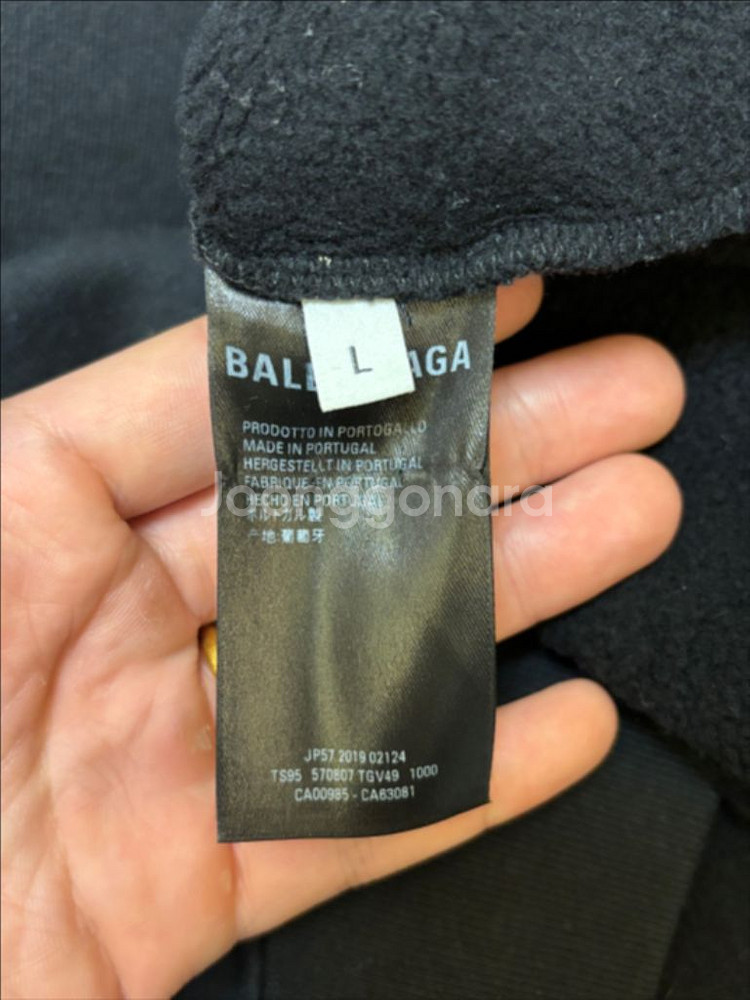 L
BALE AGA
PRODOTTO IN PORTOGALLO
MADE IN PORTUGAL
HERGESTELLT IN PORTUGAL
FABRIQUE-EN PORTUGAL
HECHO EN PORTUGAL
ポルトガル製
产地:葡萄牙
Joonggonara
JP57 2019 02124
TS95 570807 TGV49 1000
CA00985 - CA63081